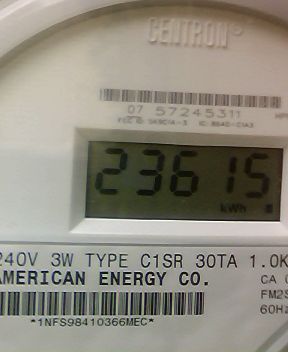 CENTRON®
07 57245311
23615
kWh
240V 3W TYPE C1SR 30TA 1.0K
AMERICAN ENERGY CO. CA
FM2S
*1NFS98410366MEC* 60Hz